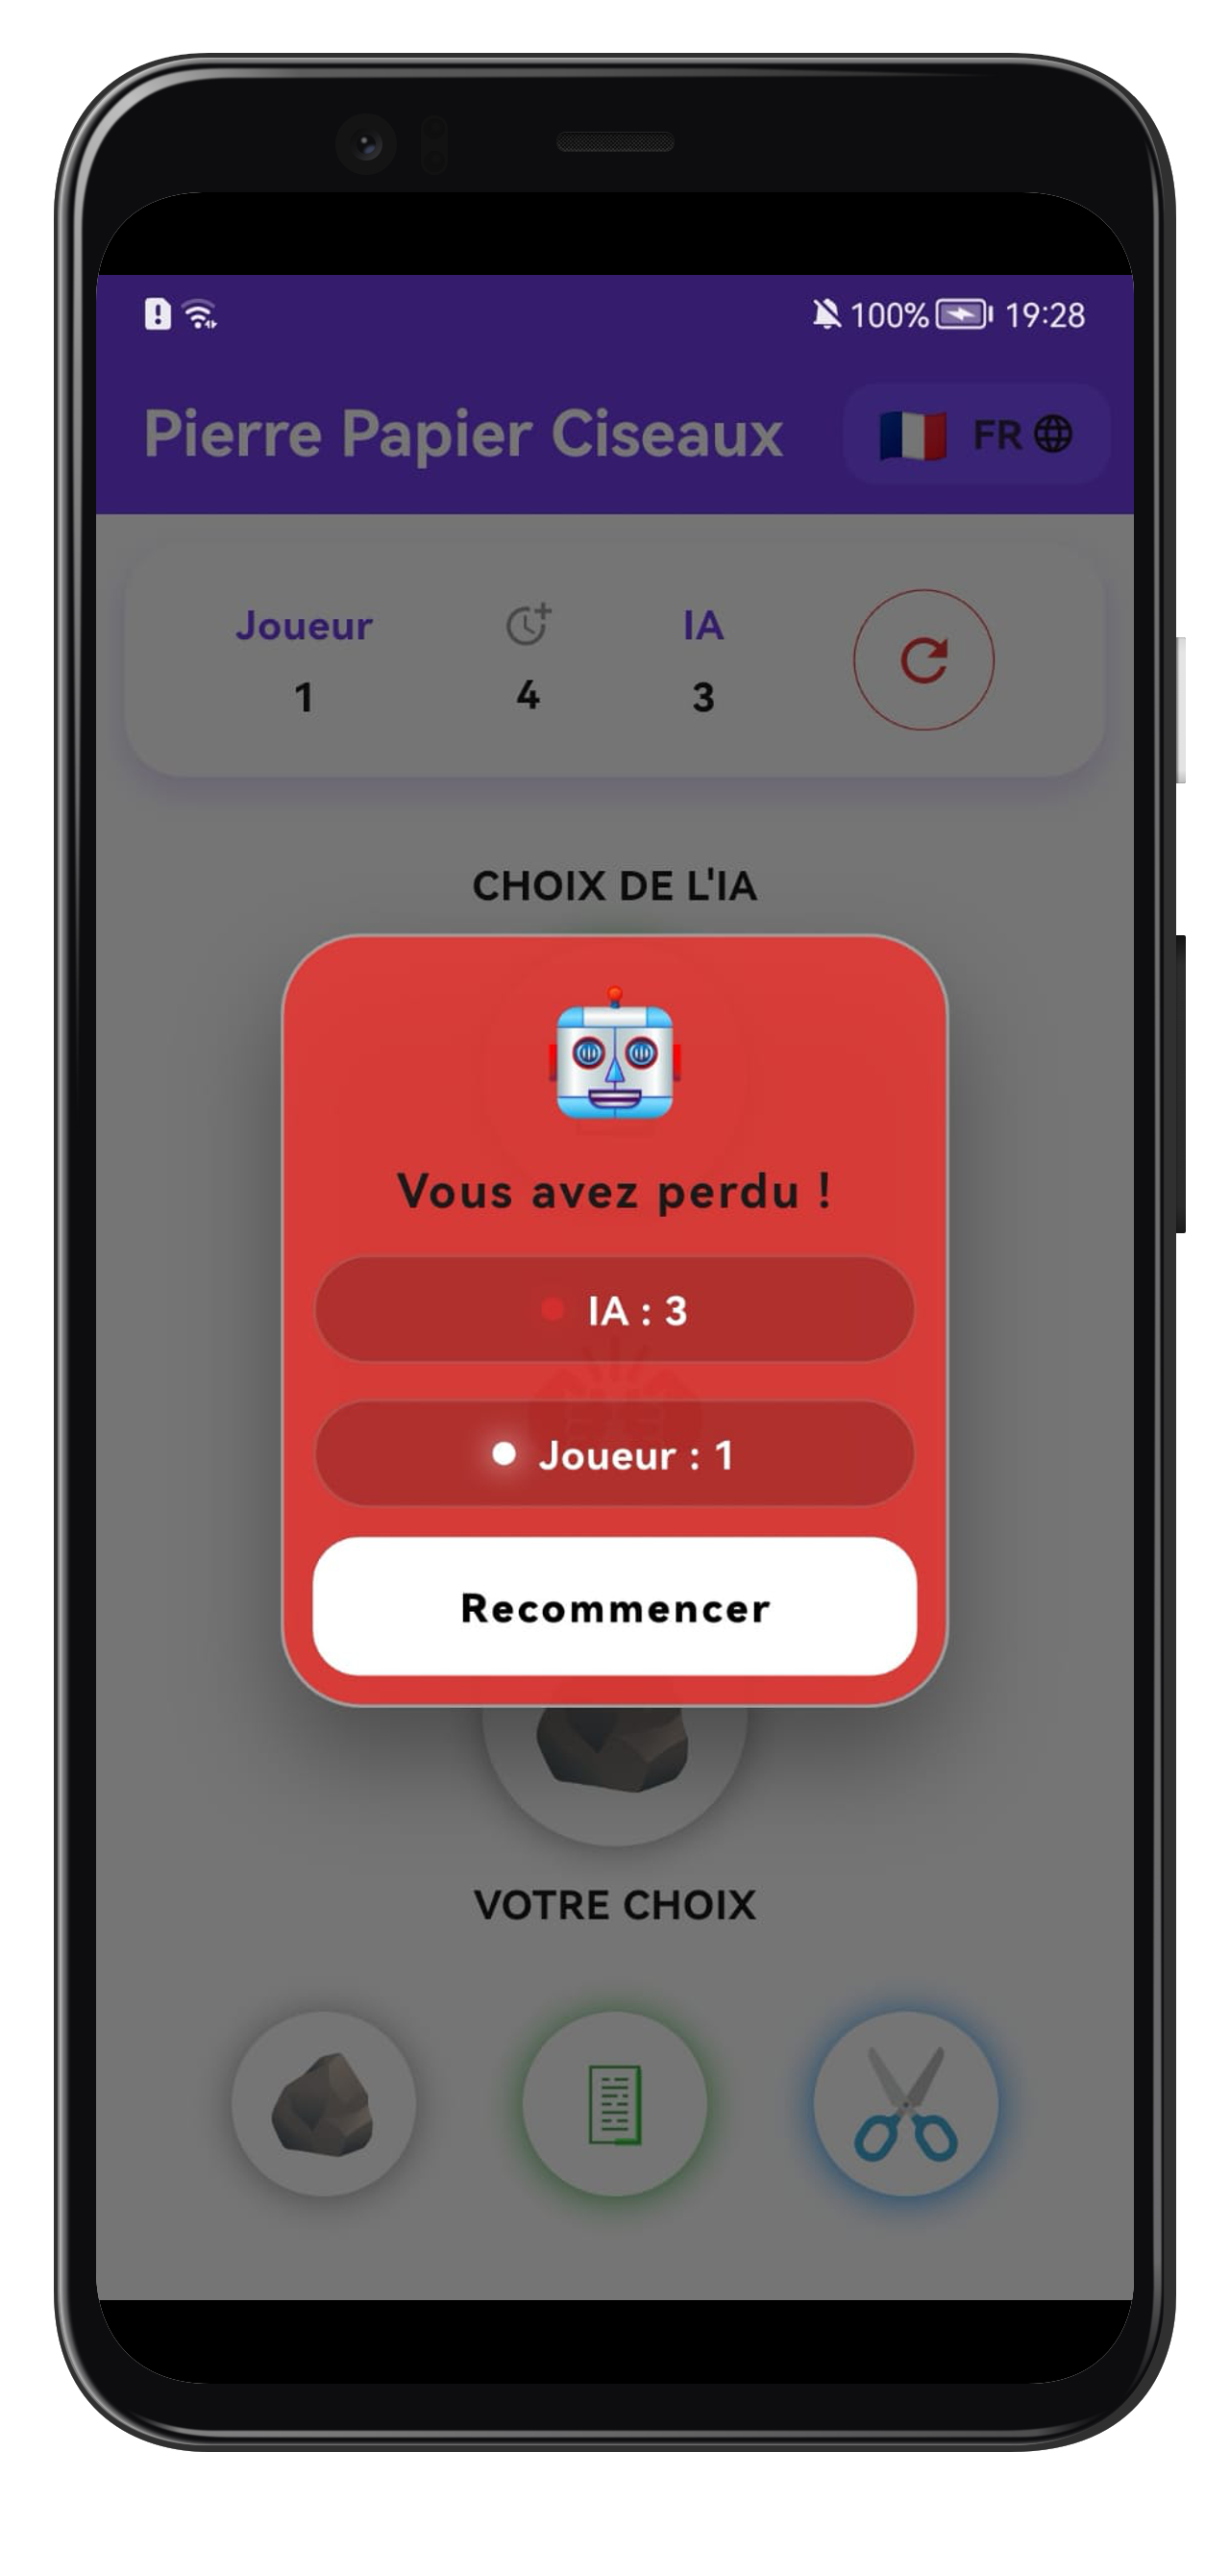 100% 19:28
Pierre Papier Ciseaux FR
Joueur IA
1 4 3
CHOIX DE L'IA
Vous avez perdu !
IA : 3
Joueur : 1
Recommencer
VOTRE CHOIX